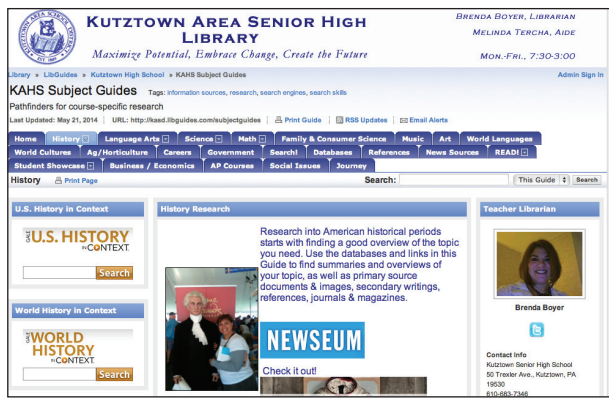 KUTZTOWN AREA SENIOR HIGH
LIBRARY
Maximize Potential, Embrace Change, Create the Future
BRENDA BOYER, LIBRARIAN
MELINDA TERCHA, AIDE
MON.-FRI., 7:30-3:00
Library » LibGuides » Kutztown High School » KAHS Subject Guides
Admin Sign in
KAHS Subject Guides Tags: information sources, research, search engines, search skills
Pathfinders for course-specific research
Last Updated: May 21, 2014 URL: http://kasd.libguides.com/subjectguides Print Guide RSS Updates Email Alerts
Home History Language Arts Science Math Family & Consumer Science Music Art World Languages
World Cultures Ag/Horticulture Careers Government Search! Databases References News Sources READ!
Student Showcase Business / Economics AP Courses Social Issues Journey
History Print Page Search: This Guide Search
U.S. History in Context
GALE
U.S. HISTORY
IN CONTEXT
Search
World History in Context
GALE
WORLD
HISTORY
IN CONTEXT
Search
History Research
Research into American historical periods
starts with finding a good overview of the topic
you need. Use the databases and links in this
Guide to find summaries and overviews of
your topic, as well as primary source
documents & images, secondary writings,
references, journals & magazines.
NEWSEUM
Check it out!
Teacher Librarian
Brenda Boyer
Contact Info
Kutztown Senior High School
50 Trexler Ave., Kutztown, PA
19530
610-683-7346